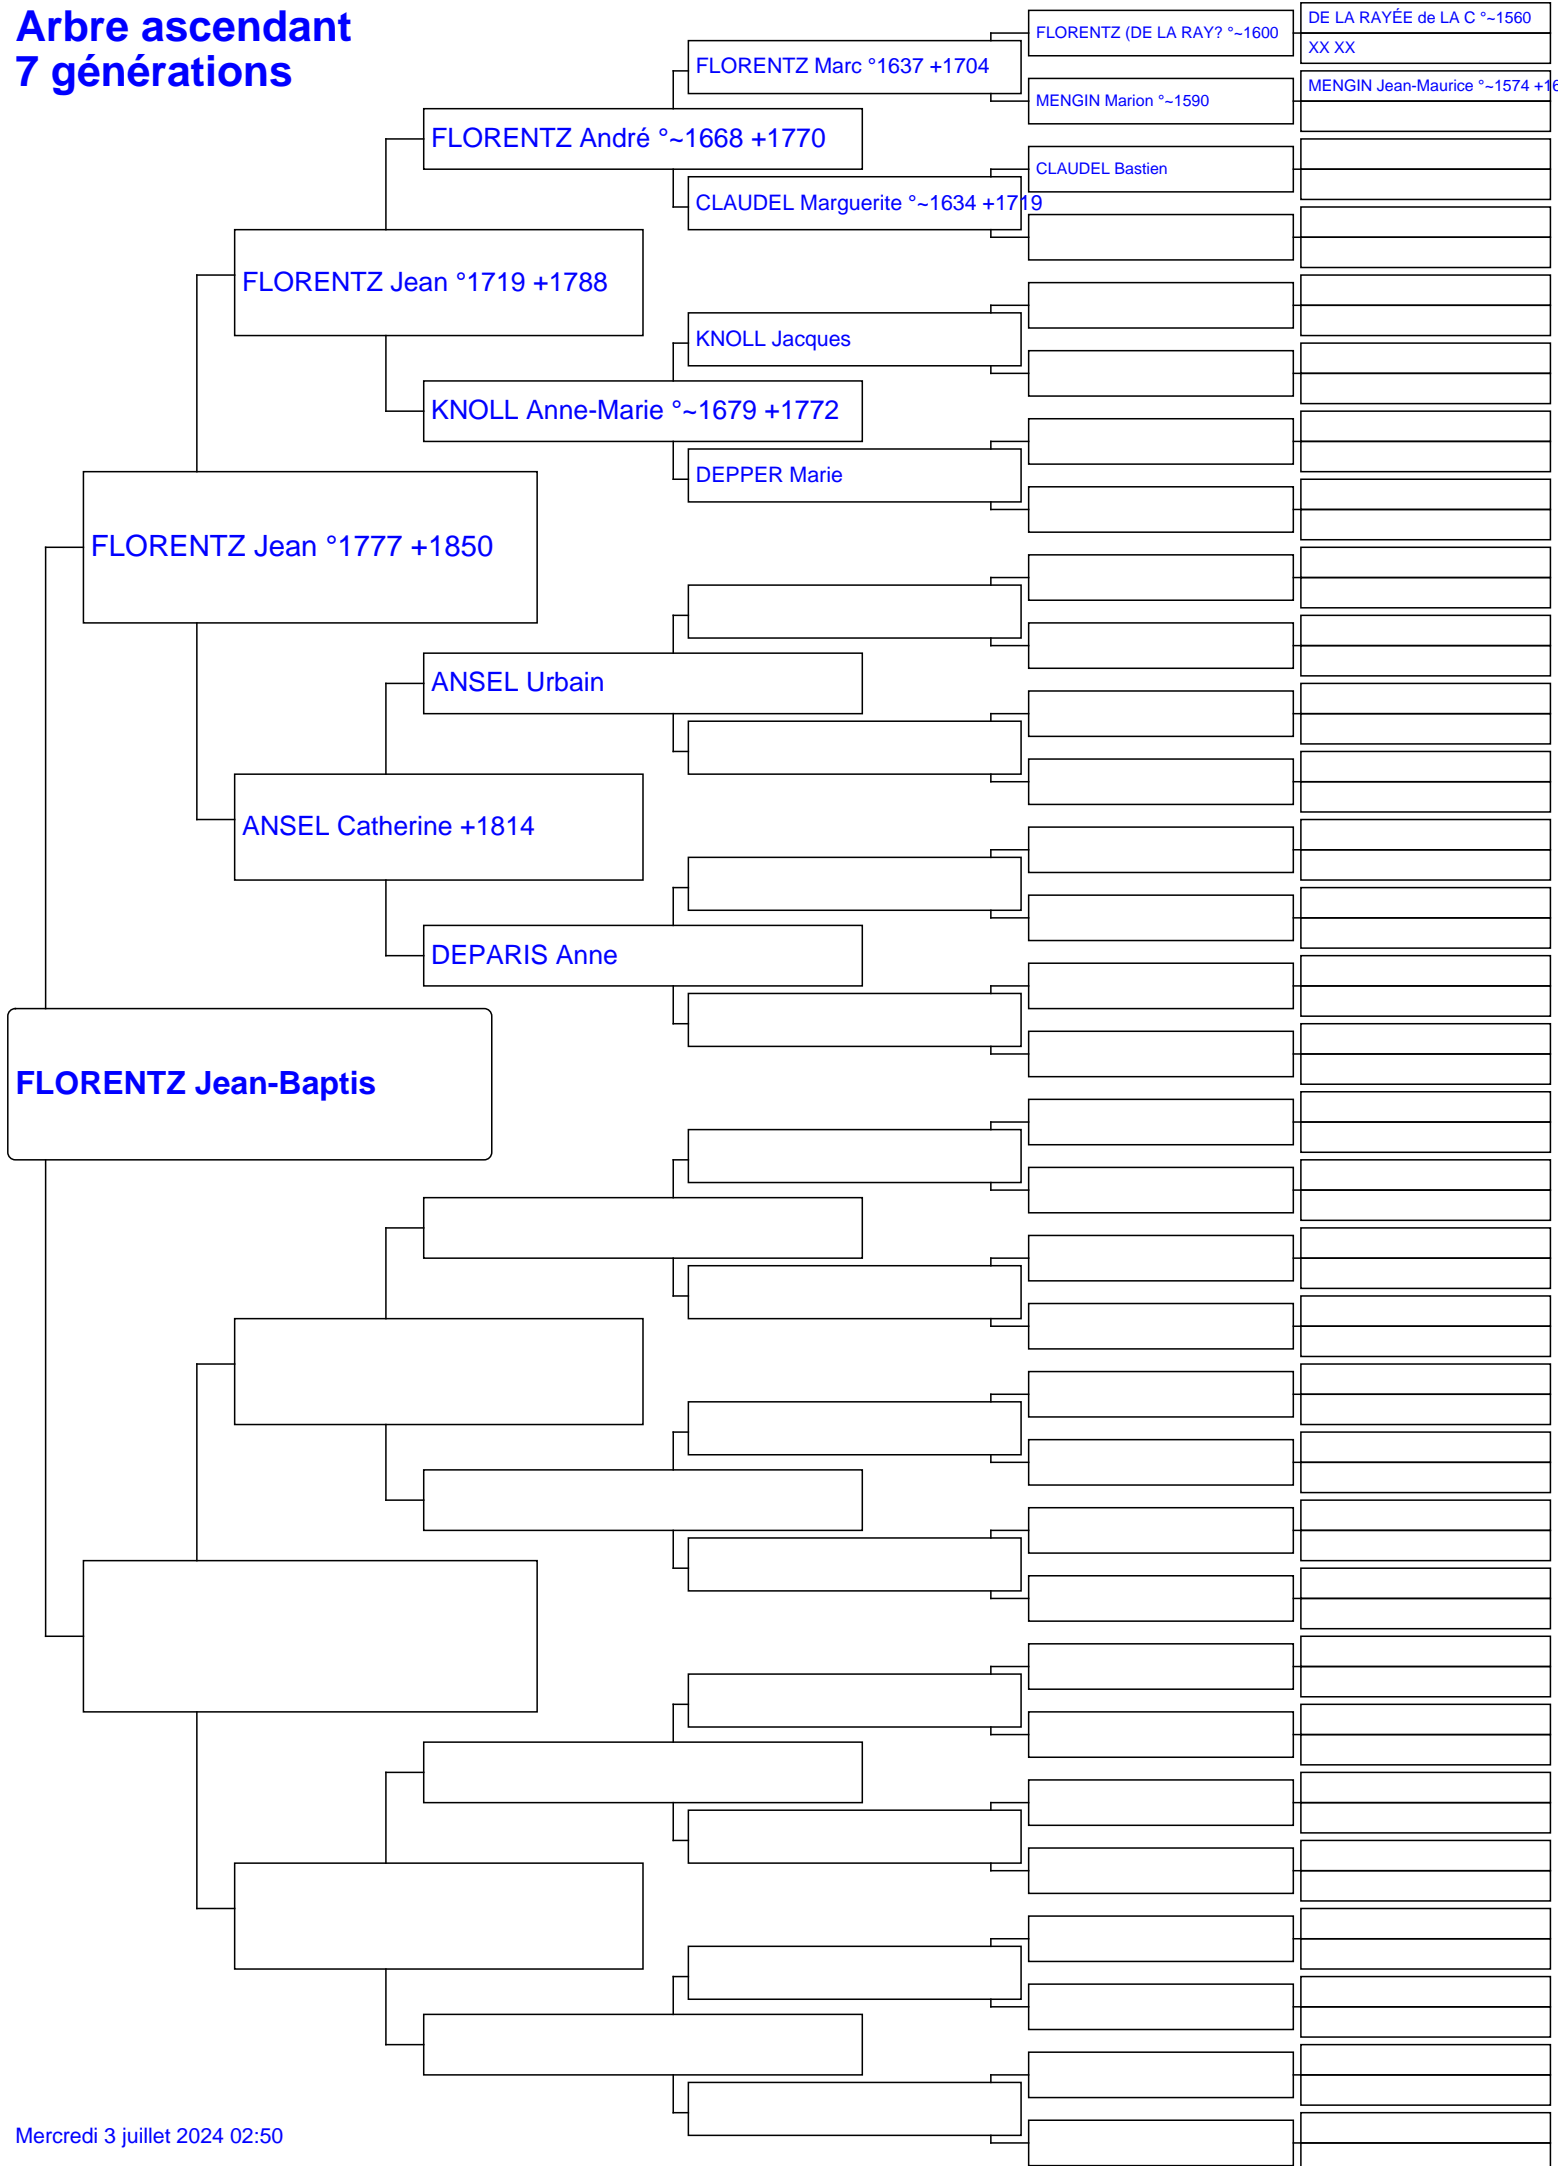 Arbre ascendant
7 générations
FLORENTZ Jean-Baptis
FLORENTZ Jean °1777 +1850
FLORENTZ Jean °1719 +1788
ANSEL Catherine +1814
FLORENTZ André °~1668 +1770
KNOLL Anne-Marie °~1679 +1772
ANSEL Urbain
DEPARIS Anne
FLORENTZ Marc °1637 +1704
CLAUDEL Marguerite °~1634 +1719
KNOLL Jacques
DEPPER Marie
FLORENTZ (DE LA RAY? °~1600
MENGIN Marion °~1590
CLAUDEL Bastien
DE LA RAYÉE de LA C °~1560
XX XX
MENGIN Jean-Maurice °~1574
Mercredi 3 juillet 2024 02:50